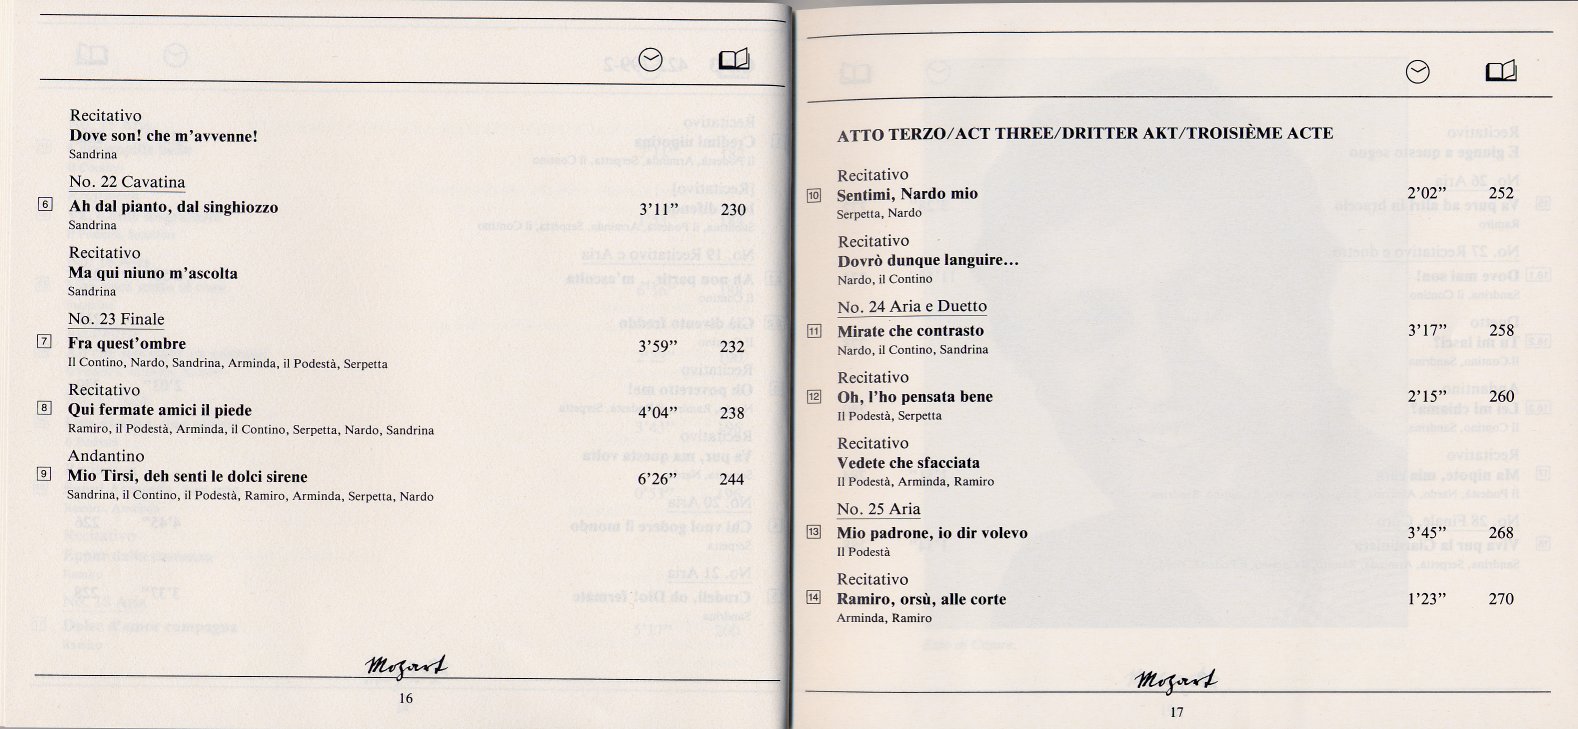 Recitativo
Dove son! che m'avvenne!
Sandrina
No. 22 Cavatina
6 Ah dal pianto, dal singhiozzo 3'11" 230
Sandrina
Recitativo
Ma qui niuno m'ascolta
Sandrina
No. 23 Finale
7 Fra quest'ombre 3'59" 232
Il Contino, Nardo, Sandrina, Arminda, il Podestà, Serpetta
Recitativo
8 Qui fermate amici il piede 4'04" 238
Ramiro, il Podestà, Arminda, il Contino, Serpetta, Nardo, Sandrina
Andantino
9 Mio Tirsi, deh senti le dolci sirene 6'26" 244
Sandrina, il Contino, il Podestà, Ramiro, Arminda, Serpetta, Nardo
Mozart
16
ATTO TERZO/ACT THREE/DRITTER AKT/TROISIÈME ACTE
Recitativo
10 Sentimi, Nardo mio 2'02" 252
Serpetta, Nardo
Recitativo
Dovrò dunque languire...
Nardo, il Contino
No. 24 Aria e Duetto
11 Mirate che contrasto 3'17" 258
Nardo, il Contino, Sandrina
Recitativo
12 Oh, l'ho pensata bene 2'15" 260
Il Podestà, Serpetta
Recitativo
Vedete che sfacciata
Il Podestà, Arminda, Ramiro
No. 25 Aria
13 Mio padrone, io dir volevo 3'45" 268
Il Podestà
Recitativo
14 Ramiro, orsù, alle corte 1'23" 270
Arminda, Ramiro
Mozart
17